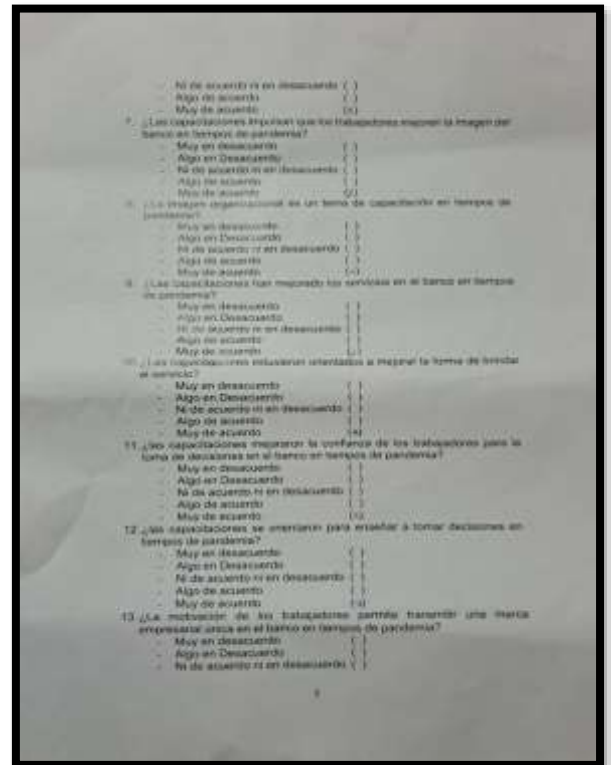 - Ni de acuerdo ni en desacuerdo ( )
- Algo de acuerdo ( )
- Muy de acuerdo (x)
7. ¿Las capacitaciones impulsan que los trabajadores mejoren la imagen del
banco en tiempos de pandemia?
- Muy en desacuerdo ( )
- Algo en Desacuerdo ( )
- Ni de acuerdo ni en desacuerdo ( )
- Algo de acuerdo ( )
- Muy de acuerdo
8. ¿La imagen organizacional es un tema de capacitación en tiempos de
pandemia?
- Muy en desacuerdo ( )
- Algo en Desacuerdo ( )
- Ni de acuerdo ni en desacuerdo ( )
- Algo de acuerdo ( )
- Muy de acuerdo
9. ¿Las capacitaciones han mejorado los servicios en el banco en tiempos
de pandemia?
- Muy en desacuerdo ( )
- Algo en Desacuerdo ( )
- Ni de acuerdo ni en desacuerdo ( )
- Algo de acuerdo ( )
- Muy de acuerdo
10. ¿Las capacitaciones estuvieron orientados a mejorar la forma de brindar
el servicio?
- Muy en desacuerdo ( )
- Algo en Desacuerdo ( )
- Ni de acuerdo ni en desacuerdo ( )
- Algo de acuerdo ( )
- Muy de acuerdo (x)
11. ¿las capacitaciones mejoraron la confianza de los trabajadores para la
toma de decisiones en el banco en tiempos de pandemia?
- Muy en desacuerdo ( )
- Algo en Desacuerdo ( )
- Ni de acuerdo ni en desacuerdo ( )
- Algo de acuerdo ( )
- Muy de acuerdo (x)
12. ¿las capacitaciones se orientaron para enseñar a tomar decisiones en
tiempos de pandemia?
- Muy en desacuerdo ( )
- Algo en Desacuerdo ( )
- Ni de acuerdo ni en desacuerdo ( )
- Algo de acuerdo ( )
- Muy de acuerdo (x)
13. ¿La motivación de los trabajadores permite transmitir una marca
empresarial única en el banco en tiempos de pandemia?
- Muy en desacuerdo ( )
- Algo en Desacuerdo ( )
- Ni de acuerdo ni en desacuerdo ( )